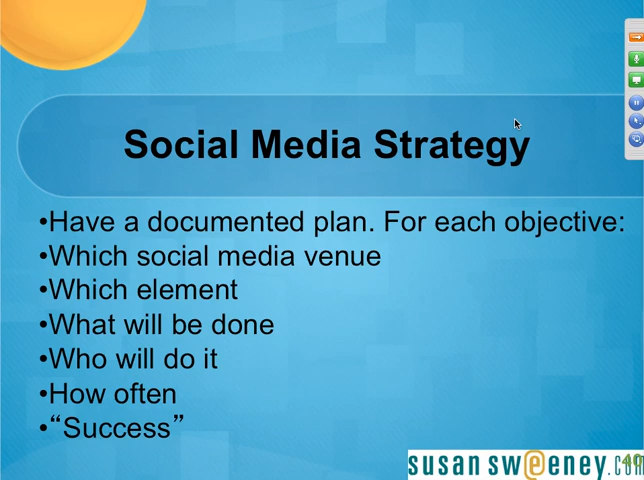 Social Media Strategy
•Have a documented plan. For each objective:
•Which social media venue
•Which element
•What will be done
•Who will do it
•How often
•“Success”
susan sw@eney.com
40